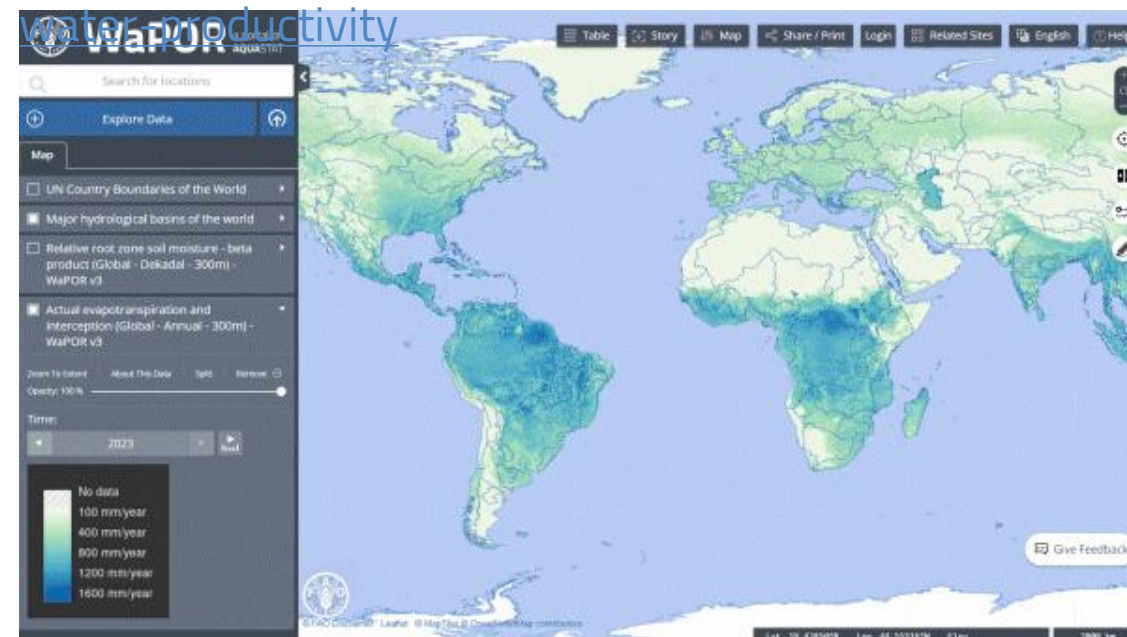 water-productivity
WaPOR
AQUASTAT
Table
Story
Map
Share / Print
Login
Related Sites
English
Help
Search for locations
Explore Data
Map
UN Country Boundaries of the World
Major hydrological basins of the world
Relative root zone soil moisture - beta
product (Global - Dekadal - 300m) -
WaPOR v3
Actual evapotranspiration and
interception (Global - Annual - 300m) -
WaPOR v3
Zoom To Extent
About This Data
Split
Remove
Opacity: 100 %
Time:
2023
No data
100 mm/year
400 mm/year
800 mm/year
1200 mm/year
1600 mm/year
Give Feedback
Leaflet